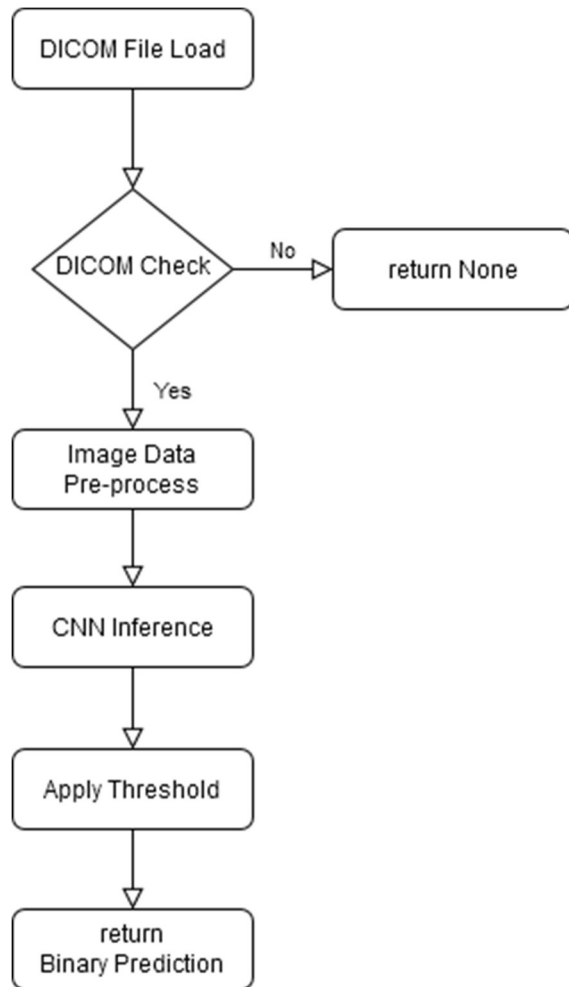 DICOM File Load
DICOM Check
No
return None
Yes
Image Data
Pre-process
CNN Inference
Apply Threshold
return
Binary Prediction